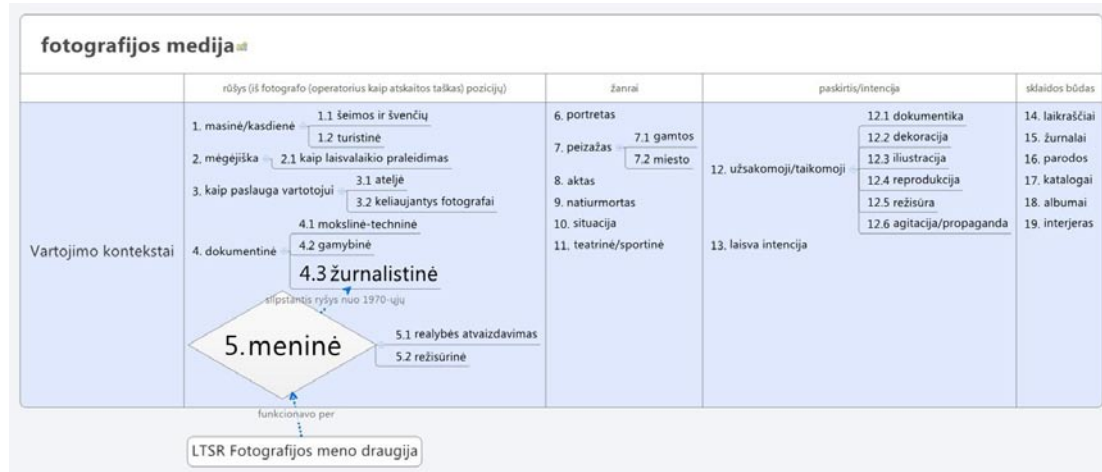 fotografijos medija
rūšys (iš fotografo (operatorius kaip atskaitos taškas) pozicijų)
žanrai
paskirtis/intencija
sklaidos būdas
Vartojimo kontekstai
1. masinė/kasdienė
1.1 šeimos ir švenčių
1.2 turistinė
2. mėgėjiška
2.1 kaip laisvalaikio praleidimas
3. kaip paslauga vartotojui
3.1 ateljė
3.2 keliaujantys fotografai
4. dokumentinė
4.1 mokslinė-techninė
4.2 gamybinė
4.3 žurnalistinė
slipstantis ryšys nuo 1970-ųjų
5. meninė
5.1 realybės atvaizdavimas
5.2 režisūrinė
6. portretas
7. peizažas
7.1 gamtos
7.2 miesto
8. aktas
9. natiurmortas
10. situacija
11. teatrinė/sportinė
12. užsakomoji/taikomoji
12.1 dokumentika
12.2 dekoracija
12.3 iliustracija
12.4 reprodukcija
12.5 režisūra
12.6 agitacija/propaganda
13. laisva intencija
14. laikraščiai
15. žurnalai
16. parodos
17. katalogai
18. albumai
19. interjeras
funkcionavo per
LTSR Fotografijos meno draugija